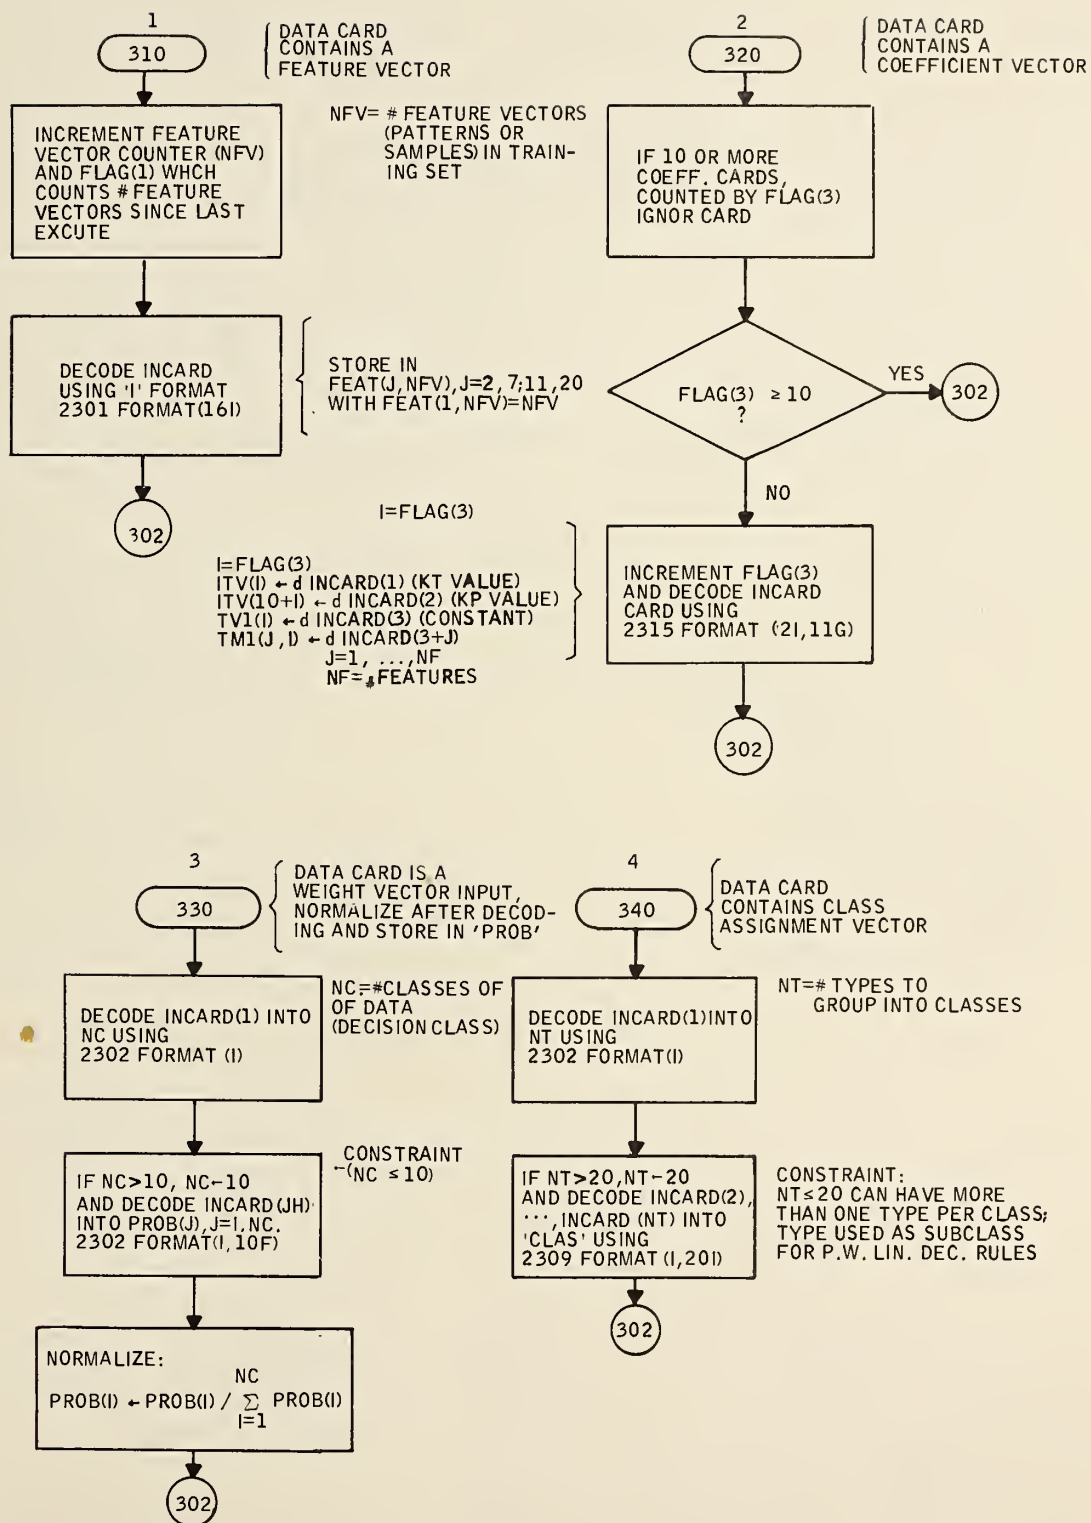 1
310
DATA CARD
CONTAINS A
FEATURE VECTOR
INCREMENT FEATURE
VECTOR COUNTER (NFV)
AND FLAG(1) WHCH
COUNTS # FEATURE
VECTORS SINCE LAST
EXCUTE
NFV= # FEATURE VECTORS
(PATTERNS OR
SAMPLES) IN TRAIN-
ING SET
DECODE INCARD
USING 'I' FORMAT
2301 FORMAT(16I)
STORE IN
FEAT(J,NFV),J=2,7;11,20
WITH FEAT(1,NFV)=NFV
302
2
320
DATA CARD
CONTAINS A
COEFFICIENT VECTOR
IF 10 OR MORE
COEFF. CARDS,
COUNTED BY FLAG(3)
IGNOR CARD
FLAG(3) ≥ 10
?
YES
302
NO
I=FLAG(3)
I=FLAG(3)
ITV(I) ← d INCARD(1) (KT VALUE)
ITV(10+I) ← d INCARD(2) (KP VALUE)
TV1(I) ← d INCARD(3) (CONSTANT)
TM1(J,I) ← d INCARD(3+J)
J=1, ...,NF
NF=#FEATURES
INCREMENT FLAG(3)
AND DECODE INCARD
CARD USING
2315 FORMAT (2I,11G)
302
3
330
DATA CARD IS A
WEIGHT VECTOR INPUT,
NORMALIZE AFTER DECOD-
ING AND STORE IN 'PROB'
DECODE INCARD(1) INTO
NC USING
2302 FORMAT (I)
NC=#CLASSES OF
OF DATA
(DECISION CLASS)
IF NC>10, NC←10
AND DECODE INCARD(JH)
INTO PROB(J),J=1,NC.
2302 FORMAT(I,10F)
CONSTRAINT
←(NC ≤ 10)
NORMALIZE:
NC
PROB(I) ← PROB(I) / Σ PROB(I)
I=1
302
4
340
DATA CARD
CONTAINS CLASS
ASSIGNMENT VECTOR
DECODE INCARD(1)INTO
NT USING
2302 FORMAT(I)
NT=# TYPES TO
GROUP INTO CLASSES
IF NT>20,NT←20
AND DECODE INCARD(2),
···,INCARD (NT) INTO
'CLAS' USING
2309 FORMAT (I,20I)
CONSTRAINT:
NT≤20 CAN HAVE MORE
THAN ONE TYPE PER CLASS;
TYPE USED AS SUBCLASS
FOR P.W. LIN. DEC. RULES
302